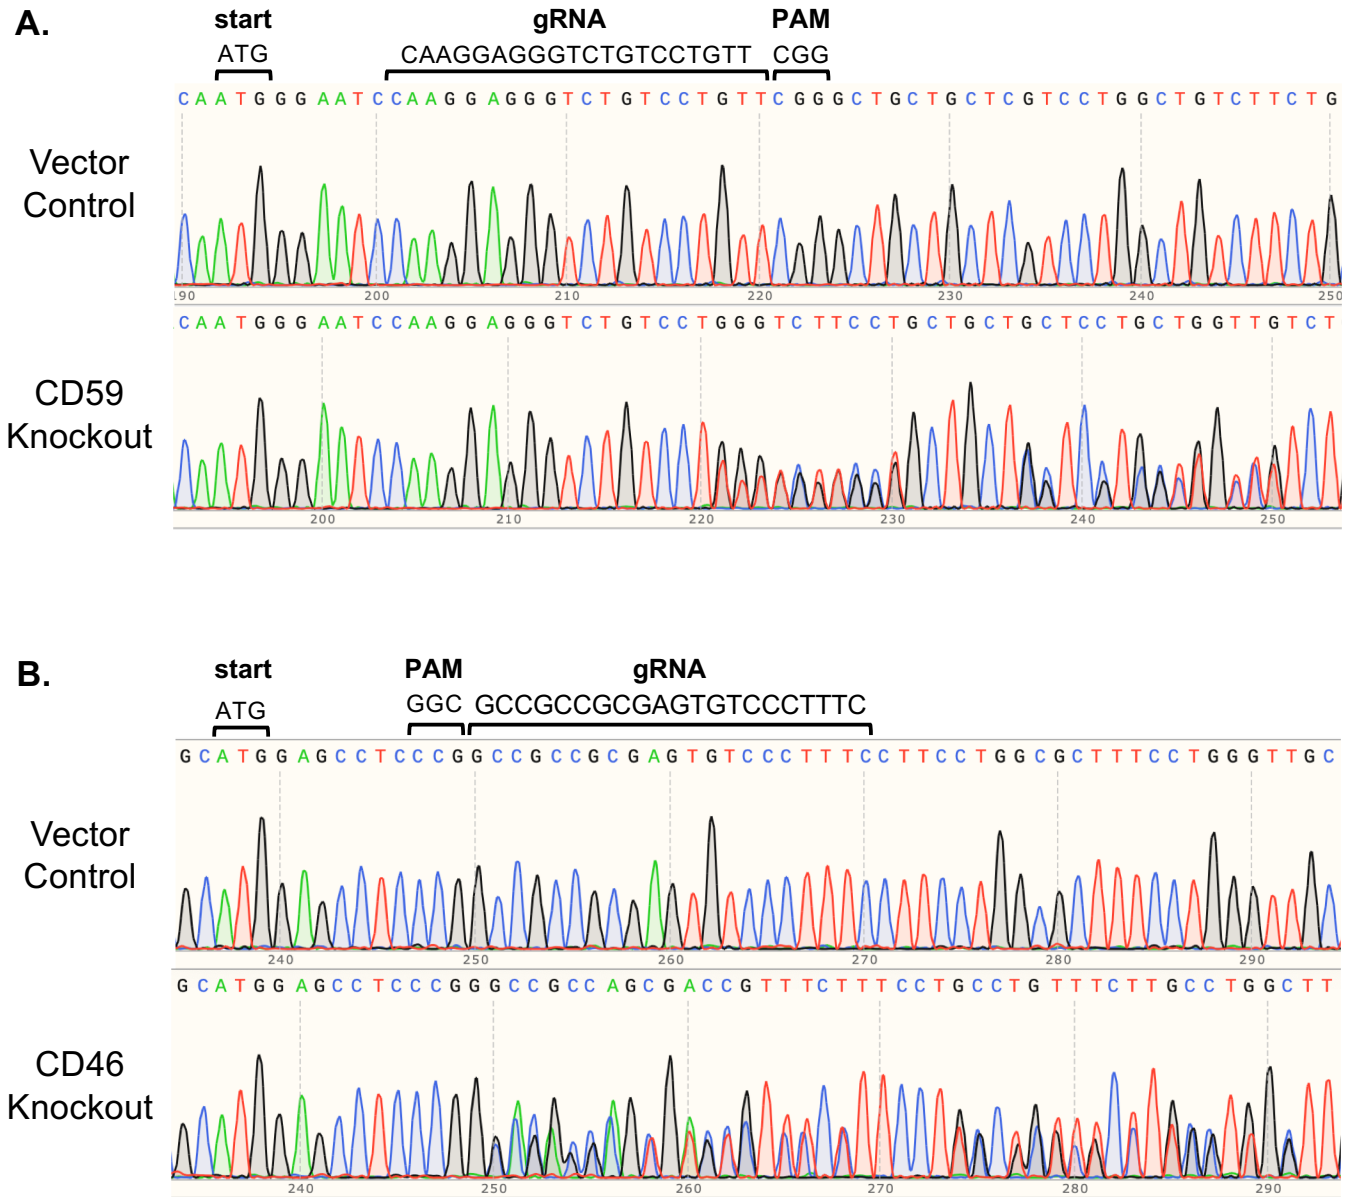 A.
start gRNA PAM
ATG CAAGGAGGGTCTGTCCTGTT CGG
CAATGGGAATCCAAGGAGGGTCTGTCCTGTTCGGGCTGCTGCTCGTCCTGGCTGTCTTCTG
Vector
Control
190 200 210 220 230 240 250
CAATGGGAATCCAAGGAGGGTCTGTCCTGGGTCTTCCTGCTGCTGCTCCTGCTGGTTGTCT
CD59
Knockout
200 210 220 230 240 250
B.
start PAM gRNA
ATG GGC GCCGCCGCGAGTGTCCCTTTC
GCATGGAGCCTCCCGGCCGCCGCGAGTGTCCCTTTCCTTCCTGGCGCTTTCCTGGGTTGC
Vector
Control
240 250 260 270 280 290
GCATGGAGCCTCCCGGGCCGCCAGCGACCGTTTCTTTCCTGCCTGTTTCTTGCCTGGCTT
CD46
Knockout
240 250 260 270 280 290